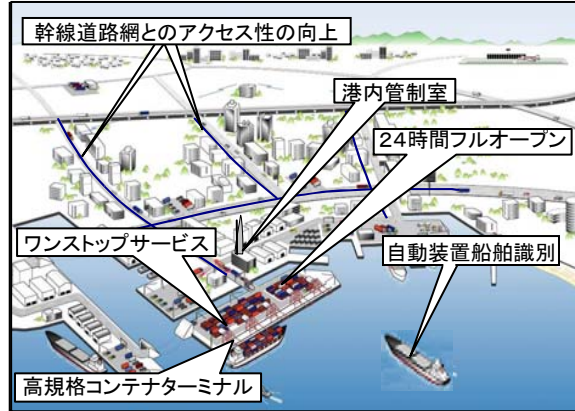 幹線道路網とのアクセス性の向上
港内管制室
24時間フルオープン
ワンストップサービス
自動装置船舶識別
高規格コンテナターミナル